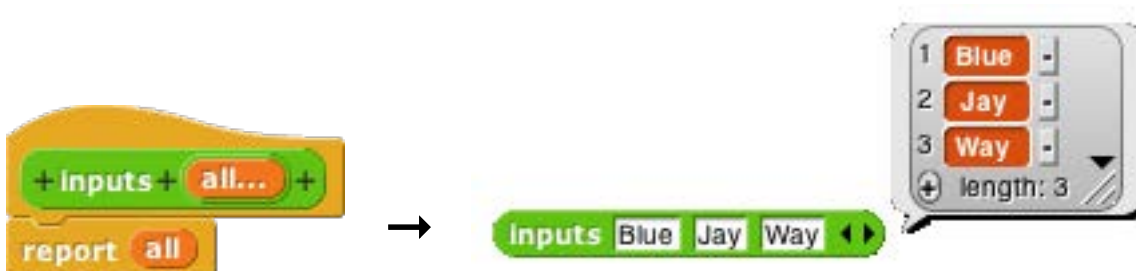 + inputs + all... +
report all
inputs Blue Jay Way
1 Blue -
2 Jay -
3 Way -
+ length: 3